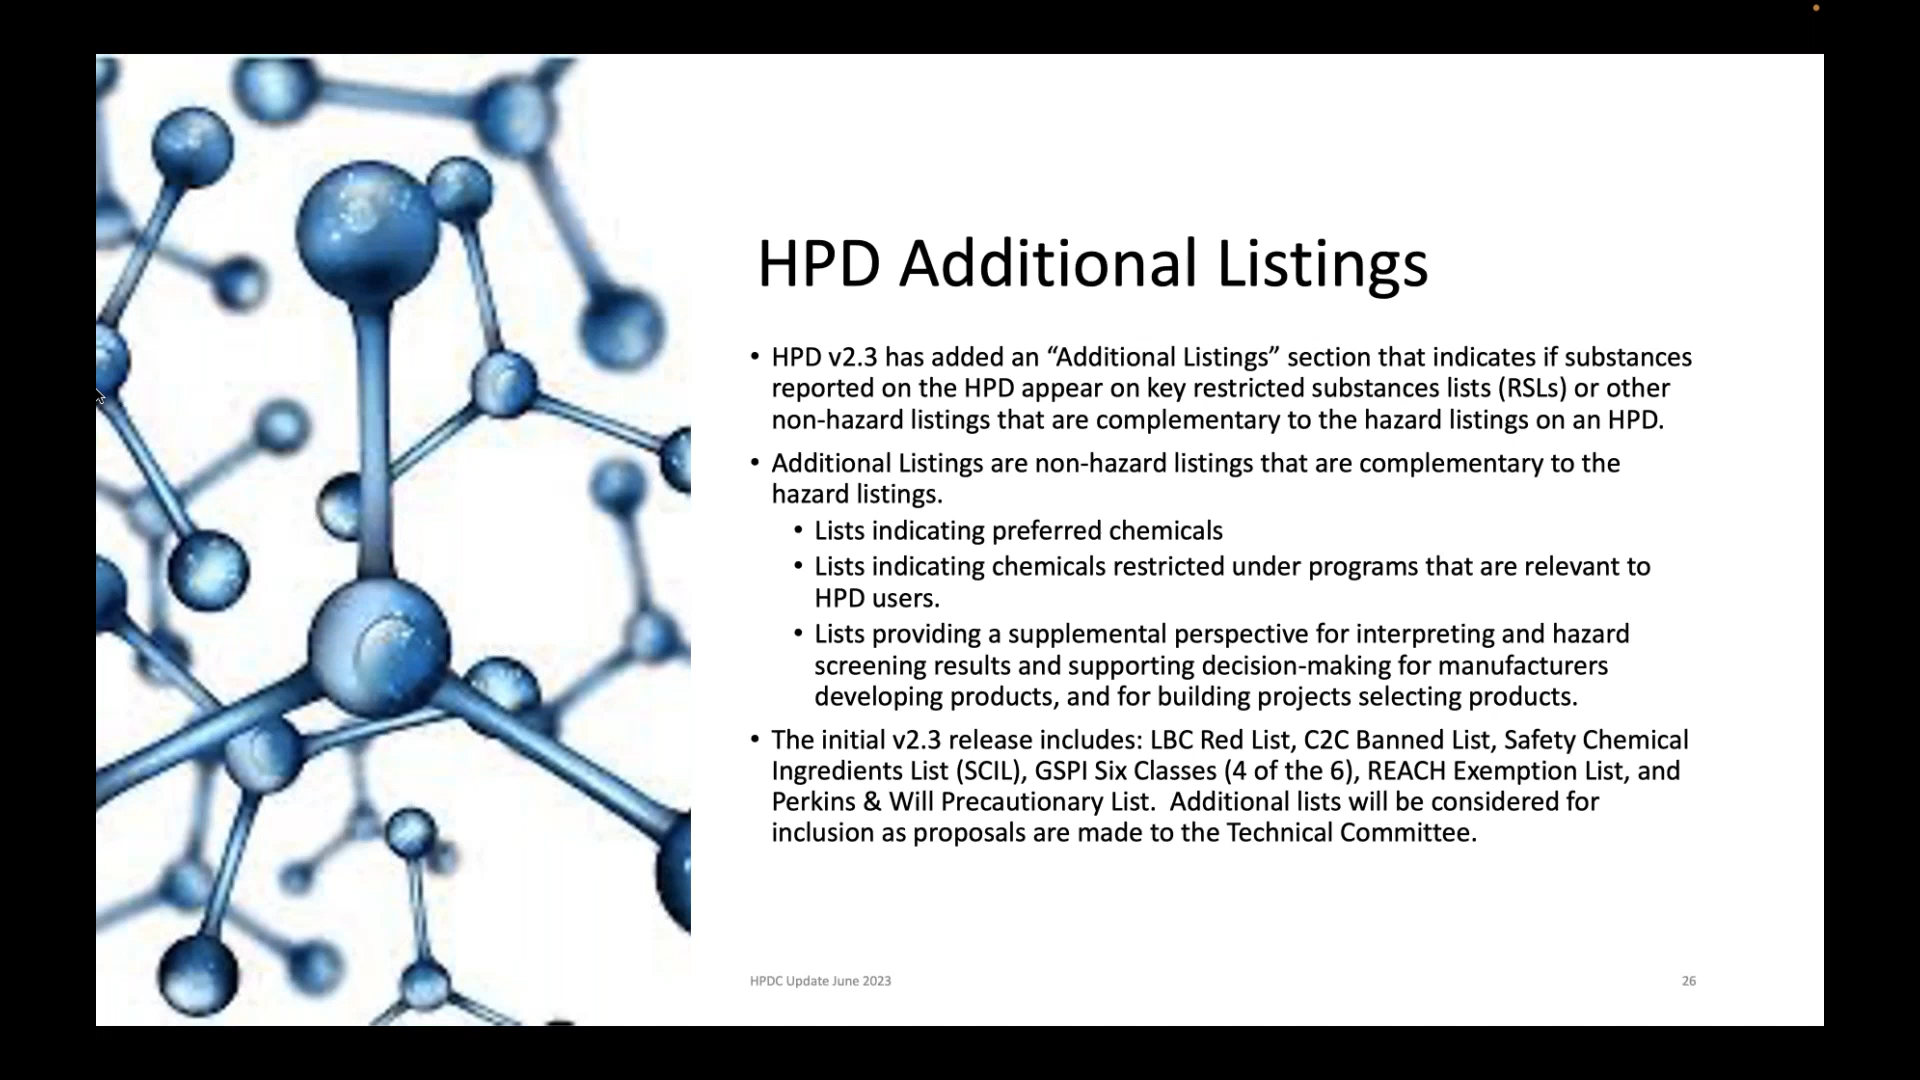 HPD Additional Listings
• HPD v2.3 has added an “Additional Listings” section that indicates if substances
reported on the HPD appear on key restricted substances lists (RSLs) or other
non-hazard listings that are complementary to the hazard listings on an HPD.
• Additional Listings are non-hazard listings that are complementary to the
hazard listings.
• Lists indicating preferred chemicals
• Lists indicating chemicals restricted under programs that are relevant to
HPD users.
• Lists providing a supplemental perspective for interpreting and hazard
screening results and supporting decision-making for manufacturers
developing products, and for building projects selecting products.
• The initial v2.3 release includes: LBC Red List, C2C Banned List, Safety Chemical
Ingredients List (SCIL), GSPI Six Classes (4 of the 6), REACH Exemption List, and
Perkins & Will Precautionary List.  Additional lists will be considered for
inclusion as proposals are made to the Technical Committee.
HPDC Update June 2023
26